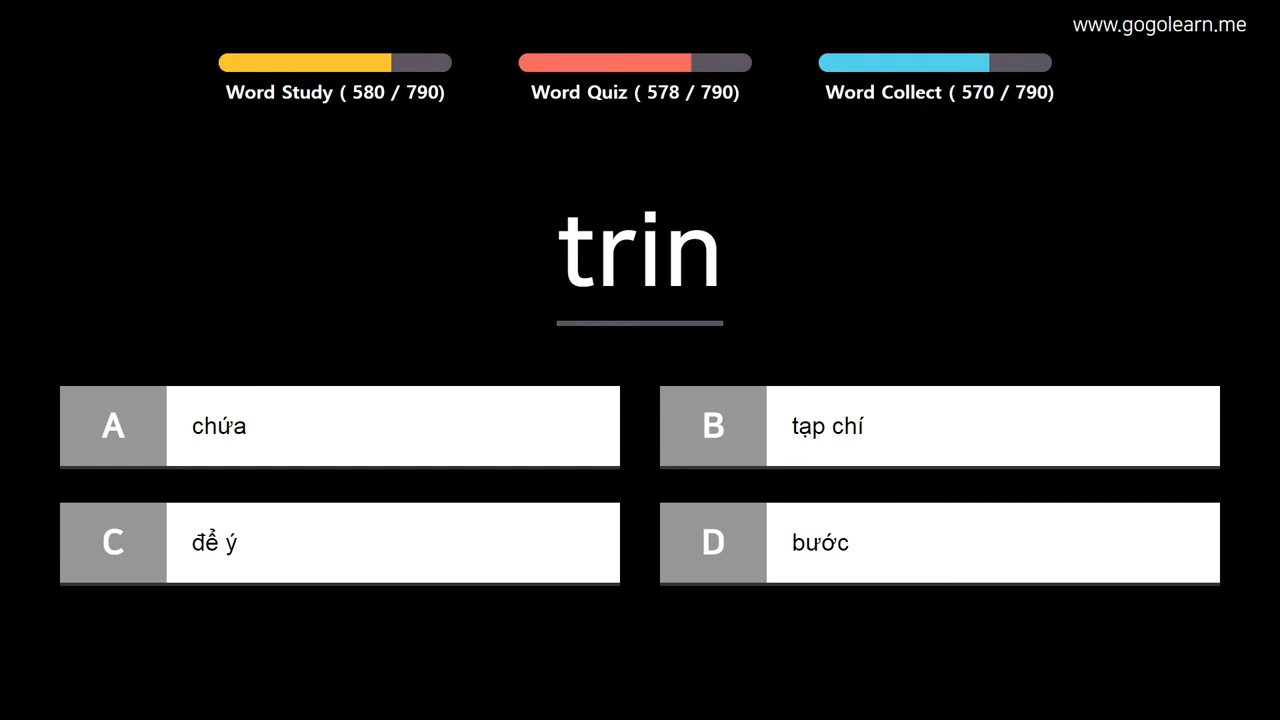 www.gogolearn.me
Word Study ( 580 / 790)
Word Quiz ( 578 / 790)
Word Collect ( 570 / 790)
trin
A
chứa
B
tạp chí
C
để ý
D
bước